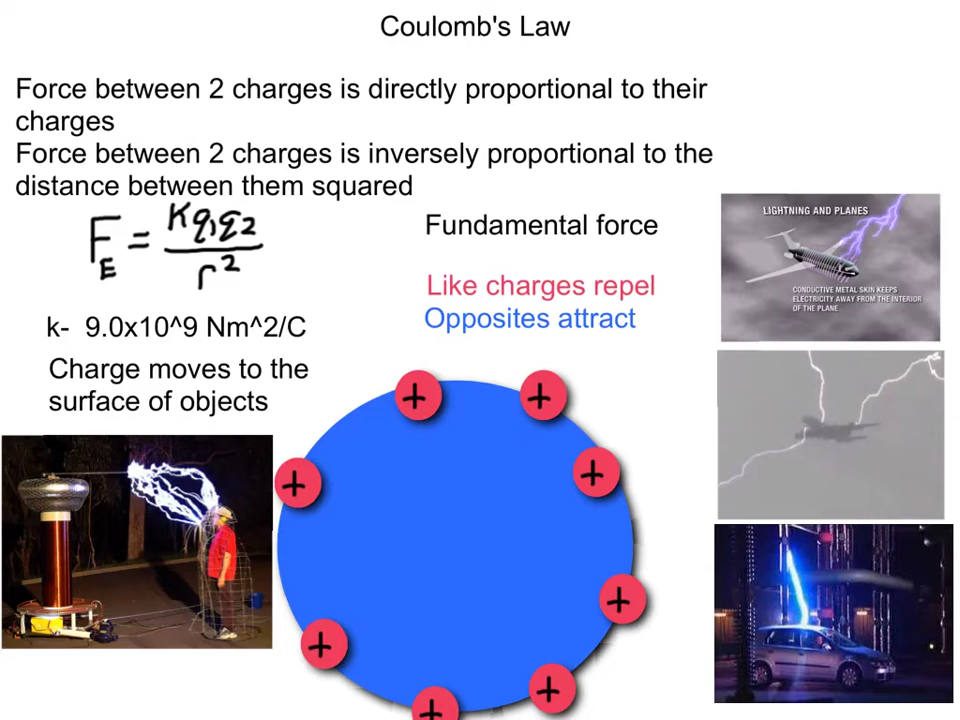 Coulomb's Law
Force between 2 charges is directly proportional to their
charges
Force between 2 charges is inversely proportional to the
distance between them squared
F_E = Kq₁q₂ / r²
Fundamental force
Like charges repel
Opposites attract
k- 9.0x10^9 Nm^2/C
Charge moves to the
surface of objects
LIGHTNING AND PLANES
CONDUCTIVE METAL SKIN KEEPS
ELECTRICITY AWAY FROM THE INTERIOR
OF THE PLANE
+ +
+ +
+
+
+
+